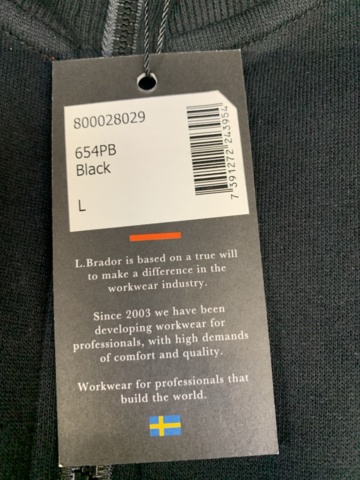 800028029
654PB
Black
L
7391272243954
L.Brador is based on a true will
to make a difference in the
workwear industry.
Since 2003 we have been
developing workwear for
professionals, with high demands
of comfort and quality.
Workwear for professionals that
build the world.